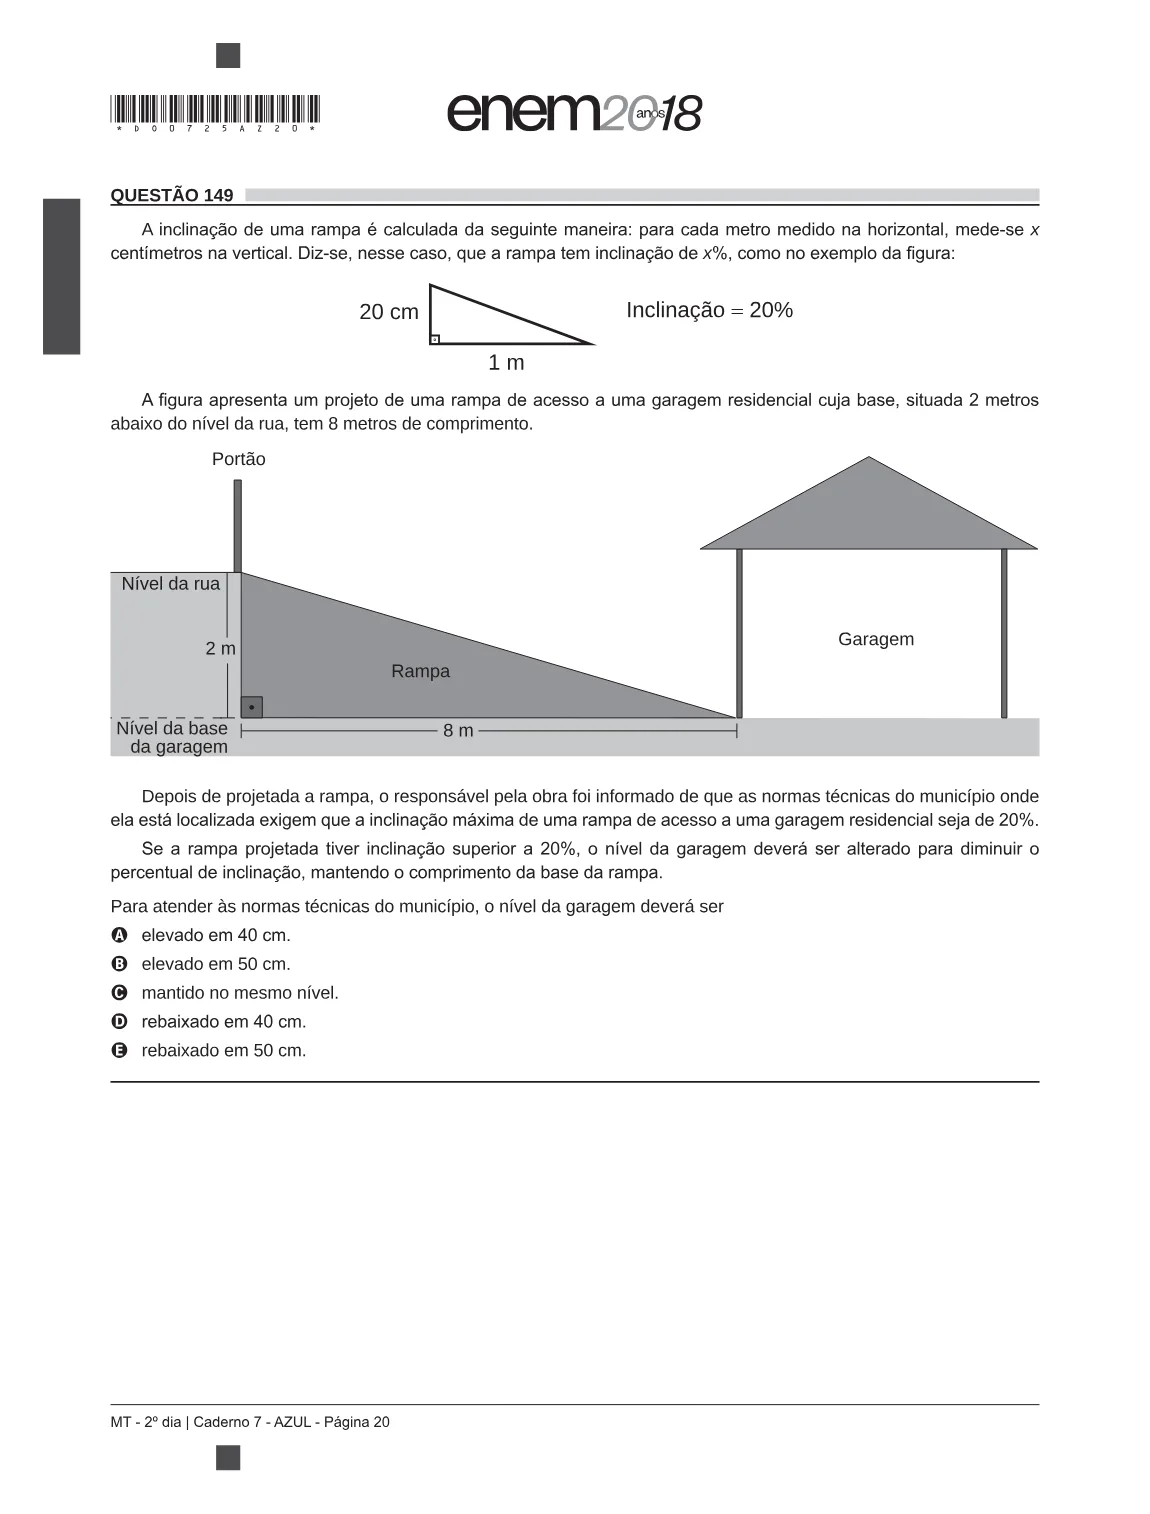 *D00725AZ20*
enem2018
anos
QUESTÃO 149
A inclinação de uma rampa é calculada da seguinte maneira: para cada metro medido na horizontal, mede-se x
centímetros na vertical. Diz-se, nesse caso, que a rampa tem inclinação de x%, como no exemplo da figura:
20 cm
Inclinação = 20%
1 m
A figura apresenta um projeto de uma rampa de acesso a uma garagem residencial cuja base, situada 2 metros
abaixo do nível da rua, tem 8 metros de comprimento.
Portão
Nível da rua
2 m
Rampa
Garagem
Nível da base
da garagem
8 m
Depois de projetada a rampa, o responsável pela obra foi informado de que as normas técnicas do município onde
ela está localizada exigem que a inclinação máxima de uma rampa de acesso a uma garagem residencial seja de 20%.
Se a rampa projetada tiver inclinação superior a 20%, o nível da garagem deverá ser alterado para diminuir o
percentual de inclinação, mantendo o comprimento da base da rampa.
Para atender às normas técnicas do município, o nível da garagem deverá ser
A elevado em 40 cm.
B elevado em 50 cm.
C mantido no mesmo nível.
D rebaixado em 40 cm.
E rebaixado em 50 cm.
MT - 2º dia | Caderno 7 - AZUL - Página 20